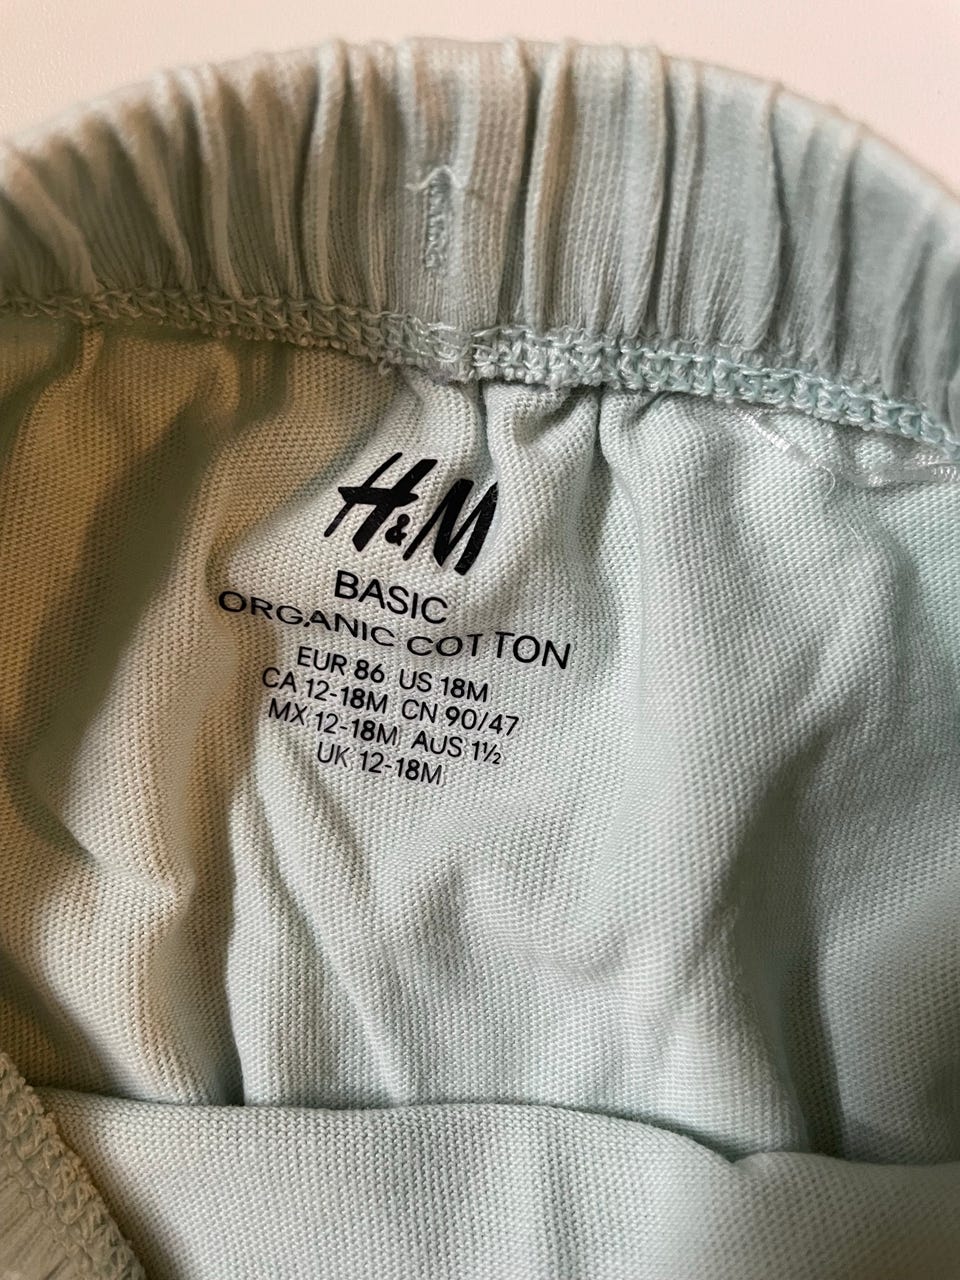 H&M
BASIC
ORGANIC COTTON
EUR 86 US 18M
CA 12-18M CN 90/47
MX 12-18M AUS 1½
UK 12-18M